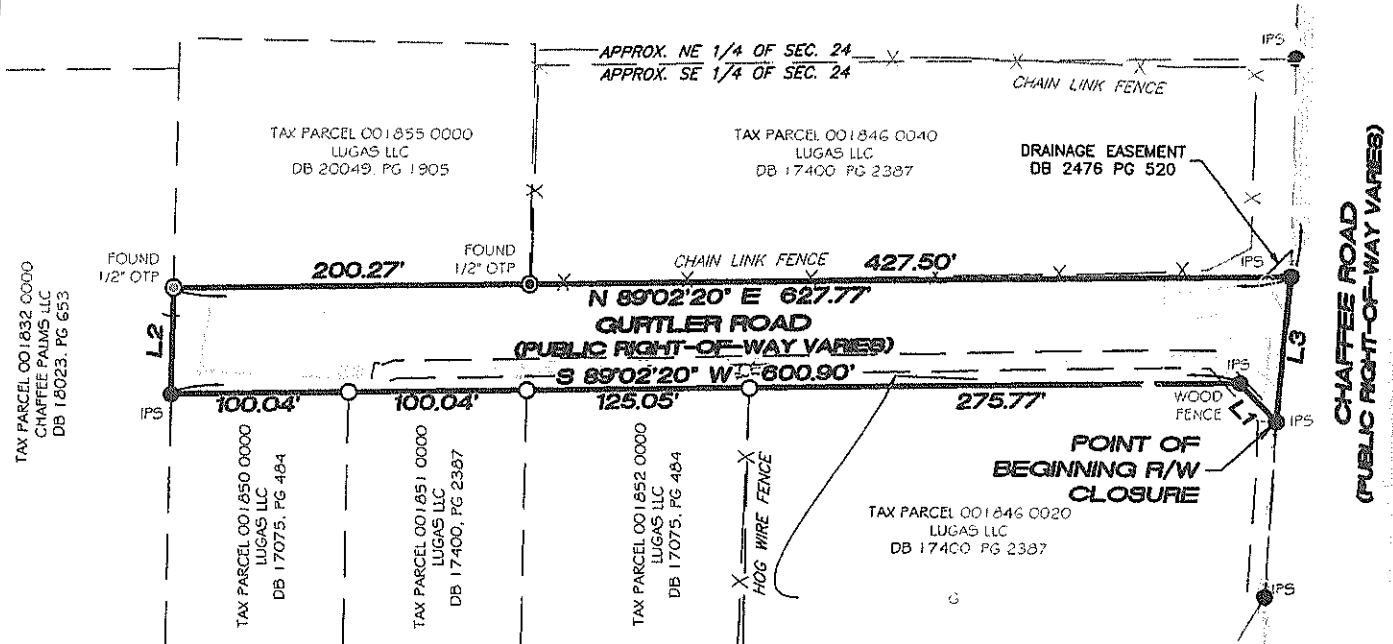 APPROX. NE 1/4 OF SEC. 24
APPROX. SE 1/4 OF SEC. 24
IPS
CHAIN LINK FENCE
TAX PARCEL 001855 0000
LUGAS LLC
DB 20049, PG 1905
TAX PARCEL 001846 0040
LUGAS LLC
DB 17400 PG 2387
DRAINAGE EASEMENT
DB 2476 PG 520
CHAFFEE ROAD
(PUBLIC RIGHT-OF-WAY VARIES)
TAX PARCEL 001832 0000
CHAFFEE PALMS LLC
DB 18023, PG 653
FOUND
1/2" OTP
200.27'
FOUND
1/2" OTP
CHAIN LINK FENCE
427.50'
IPS
N 89°02'20" E 627.77'
GURTLER ROAD
(PUBLIC RIGHT-OF-WAY VARIES)
S 89°02'20" W 600.90'
L2
L3
IPS
100.04'
100.04'
125.05'
275.77'
IPS
WOOD
FENCE
L1
IPS
POINT OF
BEGINNING R/W
CLOSURE
TAX PARCEL 001850 0000
LUGAS LLC
DB 17075, PG 484
TAX PARCEL 001851 0000
LUGAS LLC
DB 17400, PG 2387
TAX PARCEL 001852 0000
LUGAS LLC
DB 17075, PG 484
HOG WIRE FENCE
TAX PARCEL 001846 0020
LUGAS LLC
DB 17400 PG 2387
G
IPS